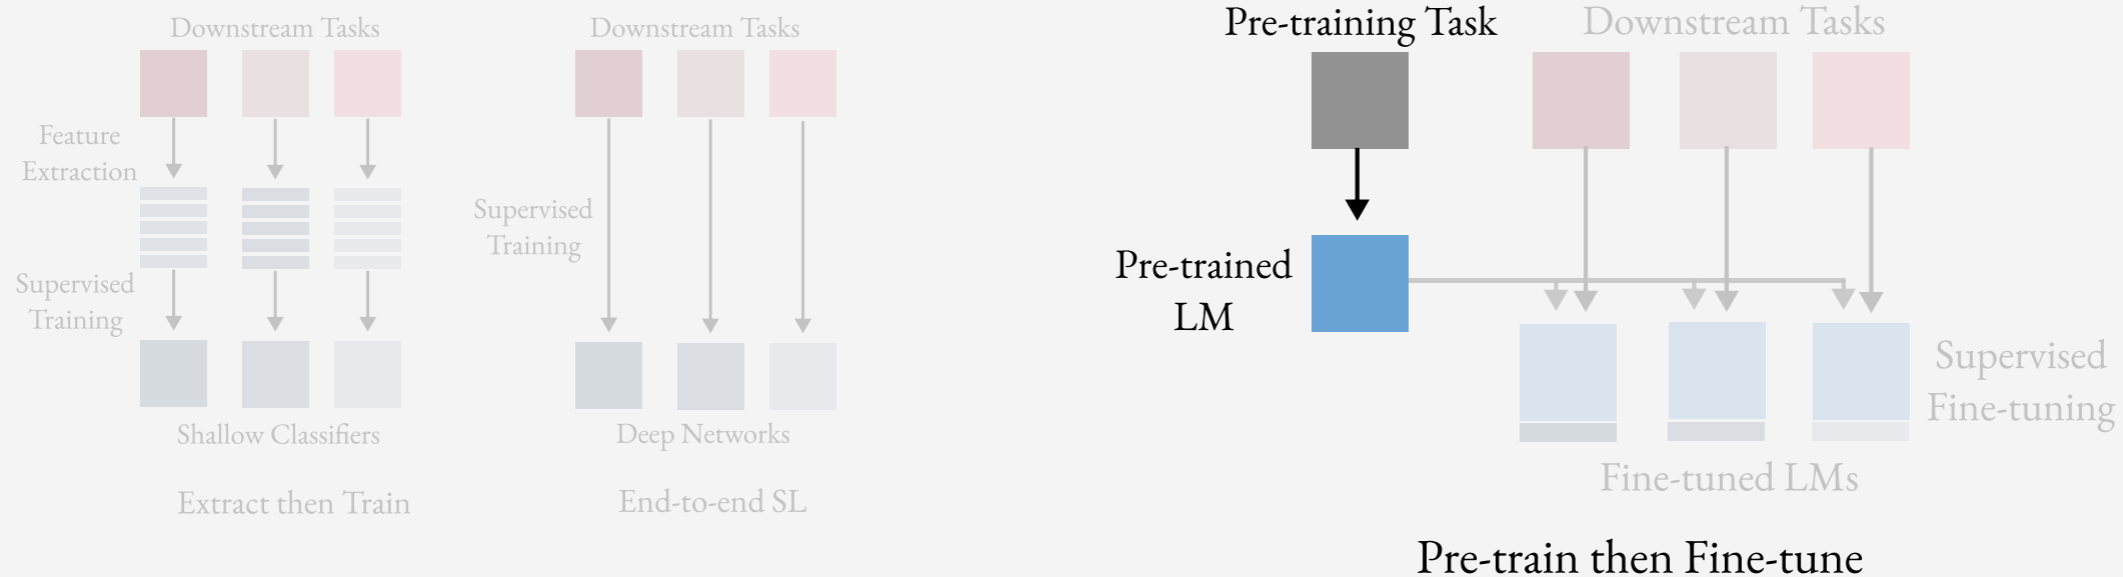 Downstream Tasks
Feature
Extraction
Supervised
Training
Shallow Classifiers
Extract then Train
Downstream Tasks
Supervised
Training
Deep Networks
End-to-end SL
Pre-training Task
Downstream Tasks
Pre-trained
LM
Supervised
Fine-tuning
Fine-tuned LMs
Pre-train then Fine-tune